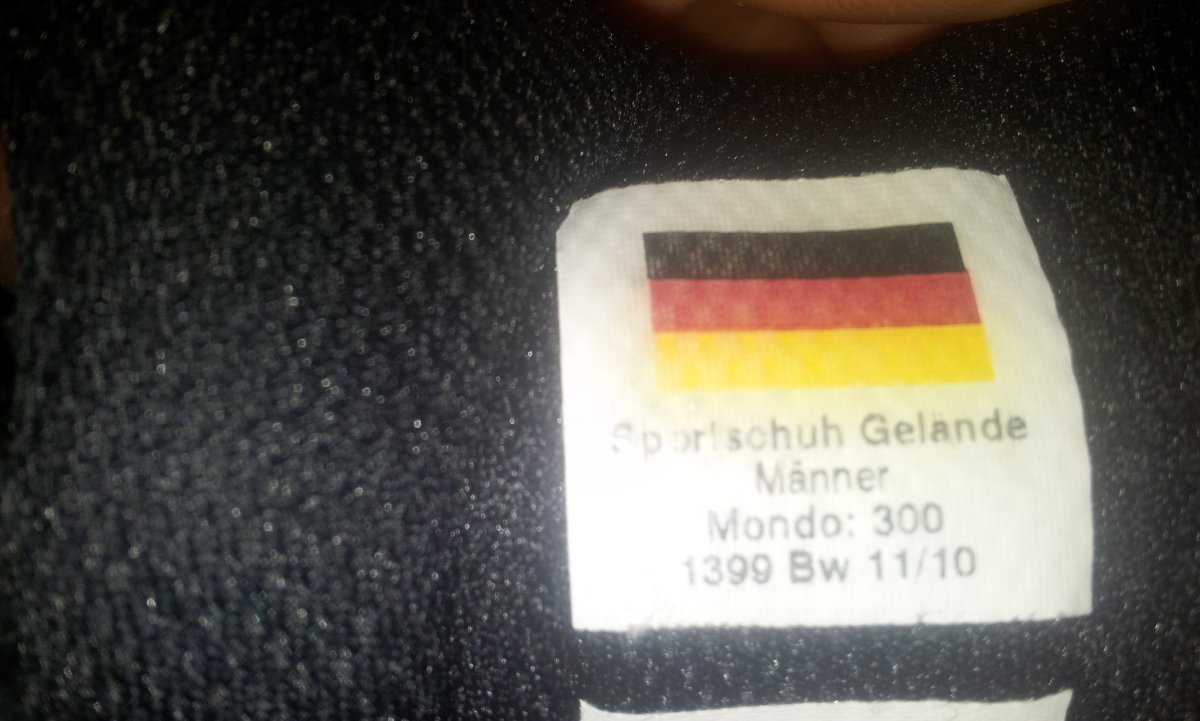 Sportschuh Gelände
Männer
Mondo: 300
1399 Bw 11/10